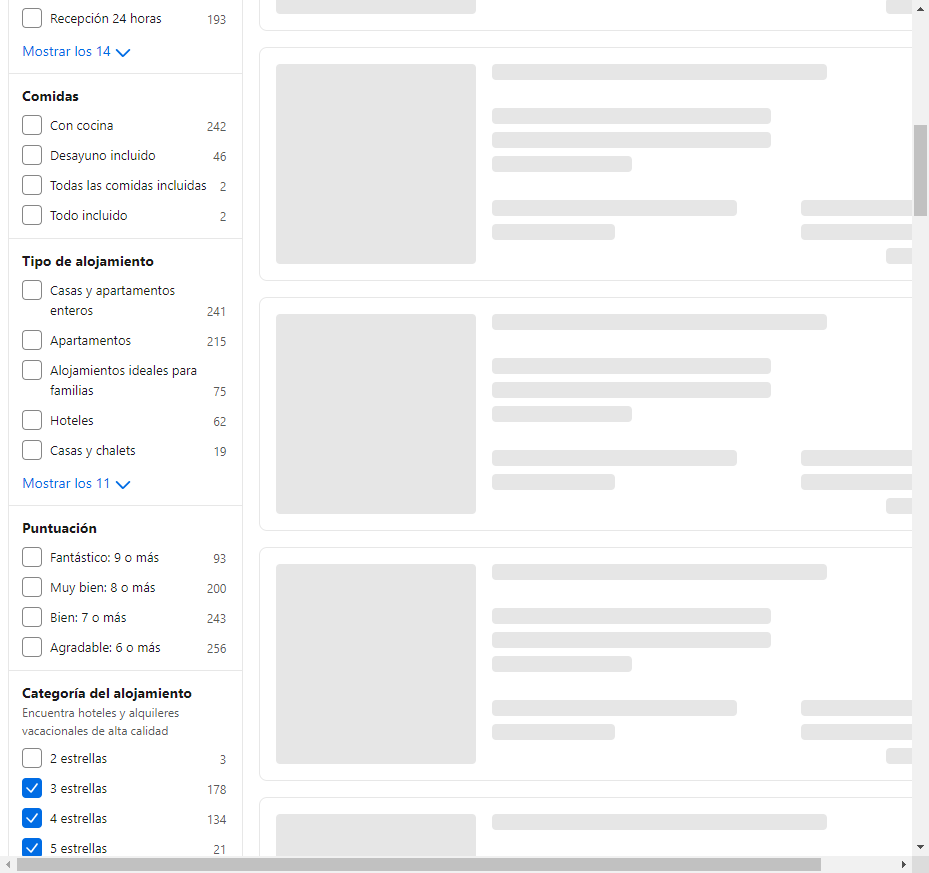 Recepción 24 horas 193
Mostrar los 14
Comidas
Con cocina 242
Desayuno incluido 46
Todas las comidas incluidas 2
Todo incluido 2
Tipo de alojamiento
Casas y apartamentos
enteros 241
Apartamentos 215
Alojamientos ideales para
familias 75
Hoteles 62
Casas y chalets 19
Mostrar los 11
Puntuación
Fantástico: 9 o más 93
Muy bien: 8 o más 200
Bien: 7 o más 243
Agradable: 6 o más 256
Categoría del alojamiento
Encuentra hoteles y alquileres
vacacionales de alta calidad
2 estrellas 3
3 estrellas 178
4 estrellas 134
5 estrellas 21